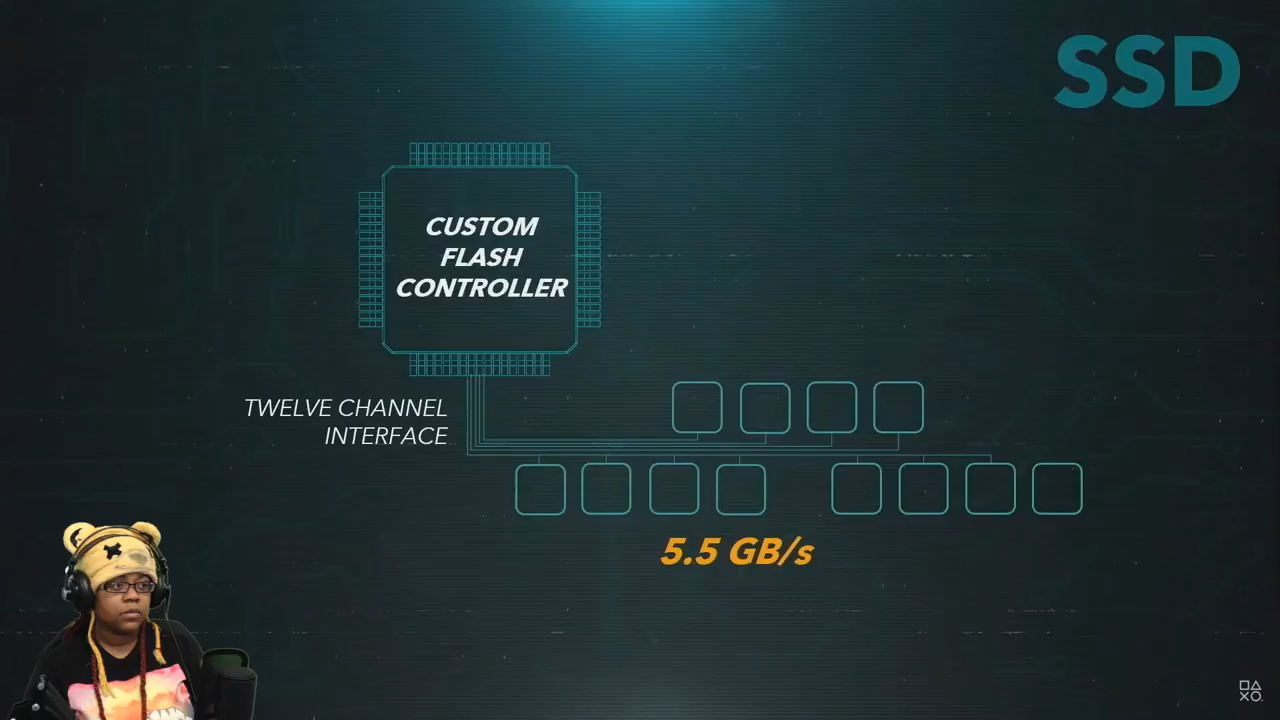 SSD
CUSTOM
FLASH
CONTROLLER
TWELVE CHANNEL
INTERFACE
5.5 GB/s